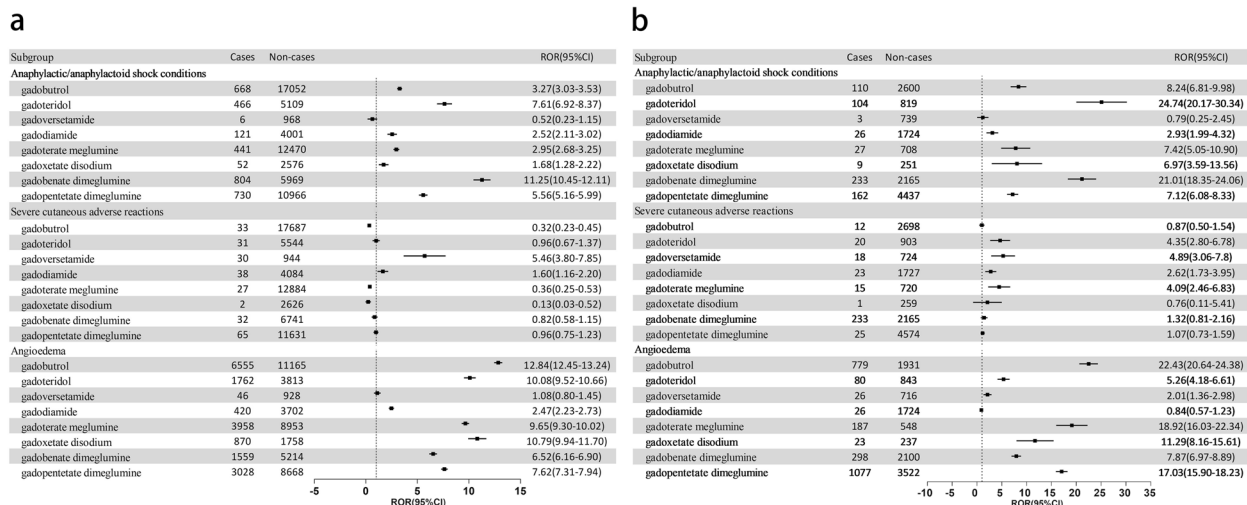 a
Subgroup Cases Non-cases ROR(95%CI)
Anaphylactic/anaphylactoid shock conditions
gadobutrol 668 17052 3.27(3.03-3.53)
gadoteridol 466 5109 7.61(6.92-8.37)
gadoversetamide 6 968 0.52(0.23-1.15)
gadodiamide 121 4001 2.52(2.11-3.02)
gadoterate meglumine 441 12470 2.95(2.68-3.25)
gadoxetate disodium 52 2576 1.68(1.28-2.22)
gadobenate dimeglumine 804 5969 11.25(10.45-12.11)
gadopentetate dimeglumine 730 10966 5.56(5.16-5.99)
Severe cutaneous adverse reactions
gadobutrol 33 17687 0.32(0.23-0.45)
gadoteridol 31 5544 0.96(0.67-1.37)
gadoversetamide 30 944 5.46(3.80-7.85)
gadodiamide 38 4084 1.60(1.16-2.20)
gadoterate meglumine 27 12884 0.36(0.25-0.53)
gadoxetate disodium 2 2626 0.13(0.03-0.52)
gadobenate dimeglumine 32 6741 0.82(0.58-1.15)
gadopentetate dimeglumine 65 11631 0.96(0.75-1.23)
Angioedema
gadobutrol 6555 11165 12.84(12.45-13.24)
gadoteridol 1762 3813 10.08(9.52-10.66)
gadoversetamide 46 928 1.08(0.80-1.45)
gadodiamide 420 3702 2.47(2.23-2.73)
gadoterate meglumine 3958 8953 9.65(9.30-10.02)
gadoxetate disodium 870 1758 10.79(9.94-11.70)
gadobenate dimeglumine 1559 5214 6.52(6.16-6.90)
gadopentetate dimeglumine 3028 8668 7.62(7.31-7.94)
-5 0 5 10 15
ROR(95%CI)
b
Subgroup Cases Non-cases ROR(95%CI)
Anaphylactic/anaphylactoid shock conditions
gadobutrol 110 2600 8.24(6.81-9.98)
gadoteridol 104 819 24.74(20.17-30.34)
gadoversetamide 3 739 0.79(0.25-2.45)
gadodiamide 26 1724 2.93(1.99-4.32)
gadoterate meglumine 27 708 7.42(5.05-10.90)
gadoxetate disodium 9 251 6.97(3.59-13.56)
gadobenate dimeglumine 233 2165 21.01(18.35-24.06)
gadopentetate dimeglumine 162 4437 7.12(6.08-8.33)
Severe cutaneous adverse reactions
gadobutrol 12 2698 0.87(0.50-1.54)
gadoteridol 20 903 4.35(2.80-6.78)
gadoversetamide 18 724 4.89(3.06-7.8)
gadodiamide 23 1727 2.62(1.73-3.95)
gadoterate meglumine 15 720 4.09(2.46-6.83)
gadoxetate disodium 1 259 0.76(0.11-5.41)
gadobenate dimeglumine 233 2165 1.32(0.81-2.16)
gadopentetate dimeglumine 25 4574 1.07(0.73-1.59)
Angioedema
gadobutrol 779 1931 22.43(20.64-24.38)
gadoteridol 80 843 5.26(4.18-6.61)
gadoversetamide 26 716 2.01(1.36-2.98)
gadodiamide 26 1724 0.84(0.57-1.23)
gadoterate meglumine 187 548 18.92(16.03-22.34)
gadoxetate disodium 23 237 11.29(8.16-15.61)
gadobenate dimeglumine 298 2100 7.87(6.97-8.89)
gadopentetate dimeglumine 1077 3522 17.03(15.90-18.23)
-10 -5 0 5 10 15 20 25 30 35
ROR(95%CI)